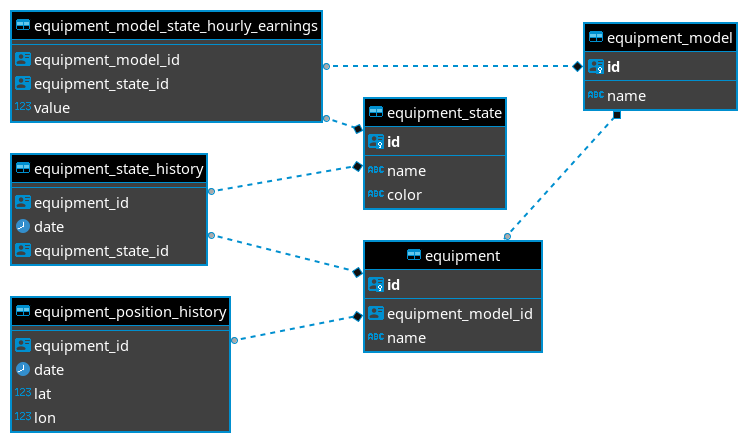 equipment_model_state_hourly_earnings
equipment_model_id
equipment_state_id
123 value
equipment_model
id
ABC name
equipment_state
id
ABC name
ABC color
equipment_state_history
equipment_id
date
equipment_state_id
equipment
id
equipment_model_id
ABC name
equipment_position_history
equipment_id
date
123 lat
123 lon